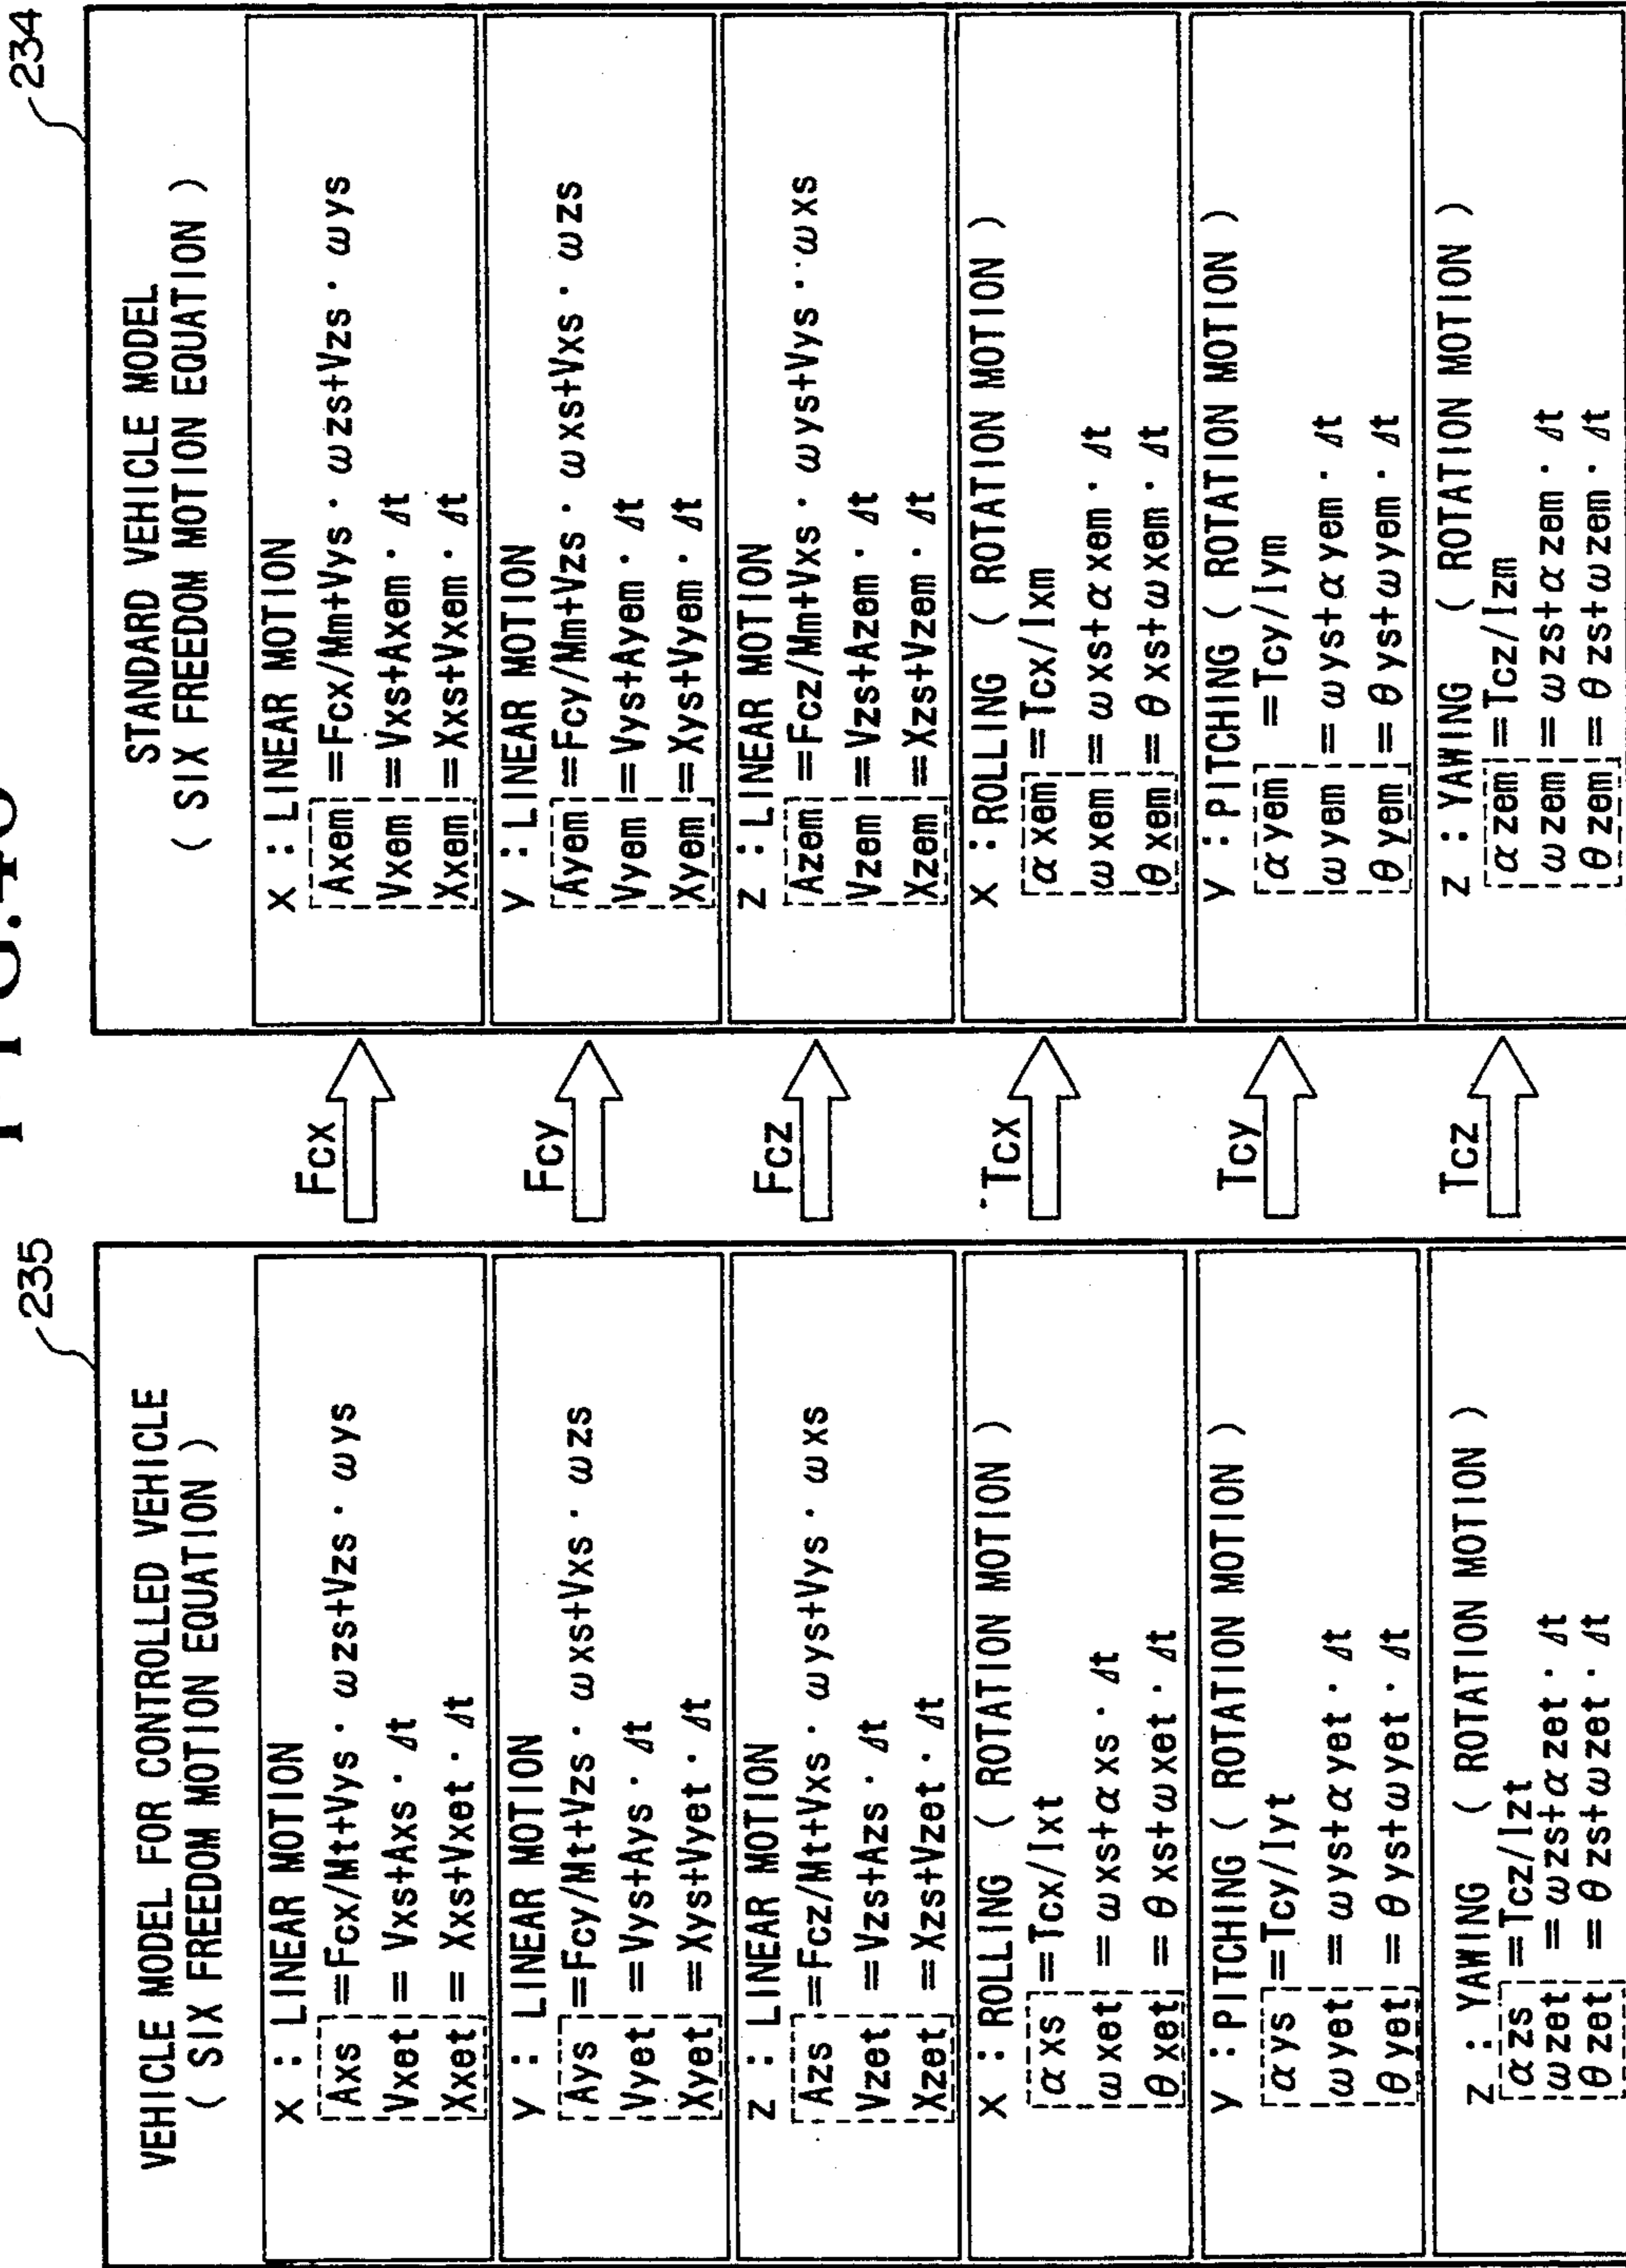 235
VEHICLE MODEL FOR CONTROLLED VEHICLE
( SIX FREEDOM MOTION EQUATION )
X : LINEAR MOTION
Axs =Fcx/Mt+Vys・ωzs+Vzs・ωys
Vxet = Vxs+Axs・Δt
Xxet = Xxs+Vxet・Δt
Y : LINEAR MOTION
Ays =Fcy/Mt+Vzs・ωxs+Vxs・ωzs
Vyet =Vys+Ays・Δt
Xyet =Xys+Vyet・Δt
Z : LINEAR MOTION
Azs =Fcz/Mt+Vxs・ωys+Vys・ωxs
Vzet =Vzs+Azs・Δt
Xzet =Xzs+Vzet・Δt
X : ROLLING ( ROTATION MOTION )
αxs =Tcx/Ixt
ωxet =ωxs+αxs・Δt
θxet =θxs+ωxet・Δt
Y : PITCHING ( ROTATION MOTION )
αys =Tcy/Iyt
ωyet =ωys+αyet・Δt
θyet =θys+ωyet・Δt
Z : YAWING ( ROTATION MOTION )
αzs =Tcz/Izt
ωzet =ωzs+αzet・Δt
θzet =θzs+ωzet・Δt
Fcx
Fcy
Fcz
Tcx
Tcy
Tcz
234
STANDARD VEHICLE MODEL
( SIX FREEDOM MOTION EQUATION )
X : LINEAR MOTION
Axem =Fcx/Mm+Vys・ωzs+Vzs・ωys
Vxem =Vxs+Axem・Δt
Xxem =Xxs+Vxem・Δt
Y : LINEAR MOTION
Ayem =Fcy/Mm+Vzs・ωxs+Vxs・ωzs
Vyem =Vys+Ayem・Δt
Xyem =Xys+Vyem・Δt
Z : LINEAR MOTION
Azem =Fcz/Mm+Vxs・ωys+Vys・ωxs
Vzem =Vzs+Azem・Δt
Xzem =Xzs+Vzem・Δt
X : ROLLING ( ROTATION MOTION )
αxem =Tcx/Ixm
ωxem =ωxs+αxem・Δt
θxem =θxs+ωxem・Δt
Y : PITCHING ( ROTATION MOTION )
αyem =Tcy/Iym
ωyem =ωys+αyem・Δt
θyem =θys+ωyem・Δt
Z : YAWING ( ROTATION MOTION )
αzem =Tcz/Izm
ωzem =ωzs+αzem・Δt
θzem =θzs+ωzem・Δt